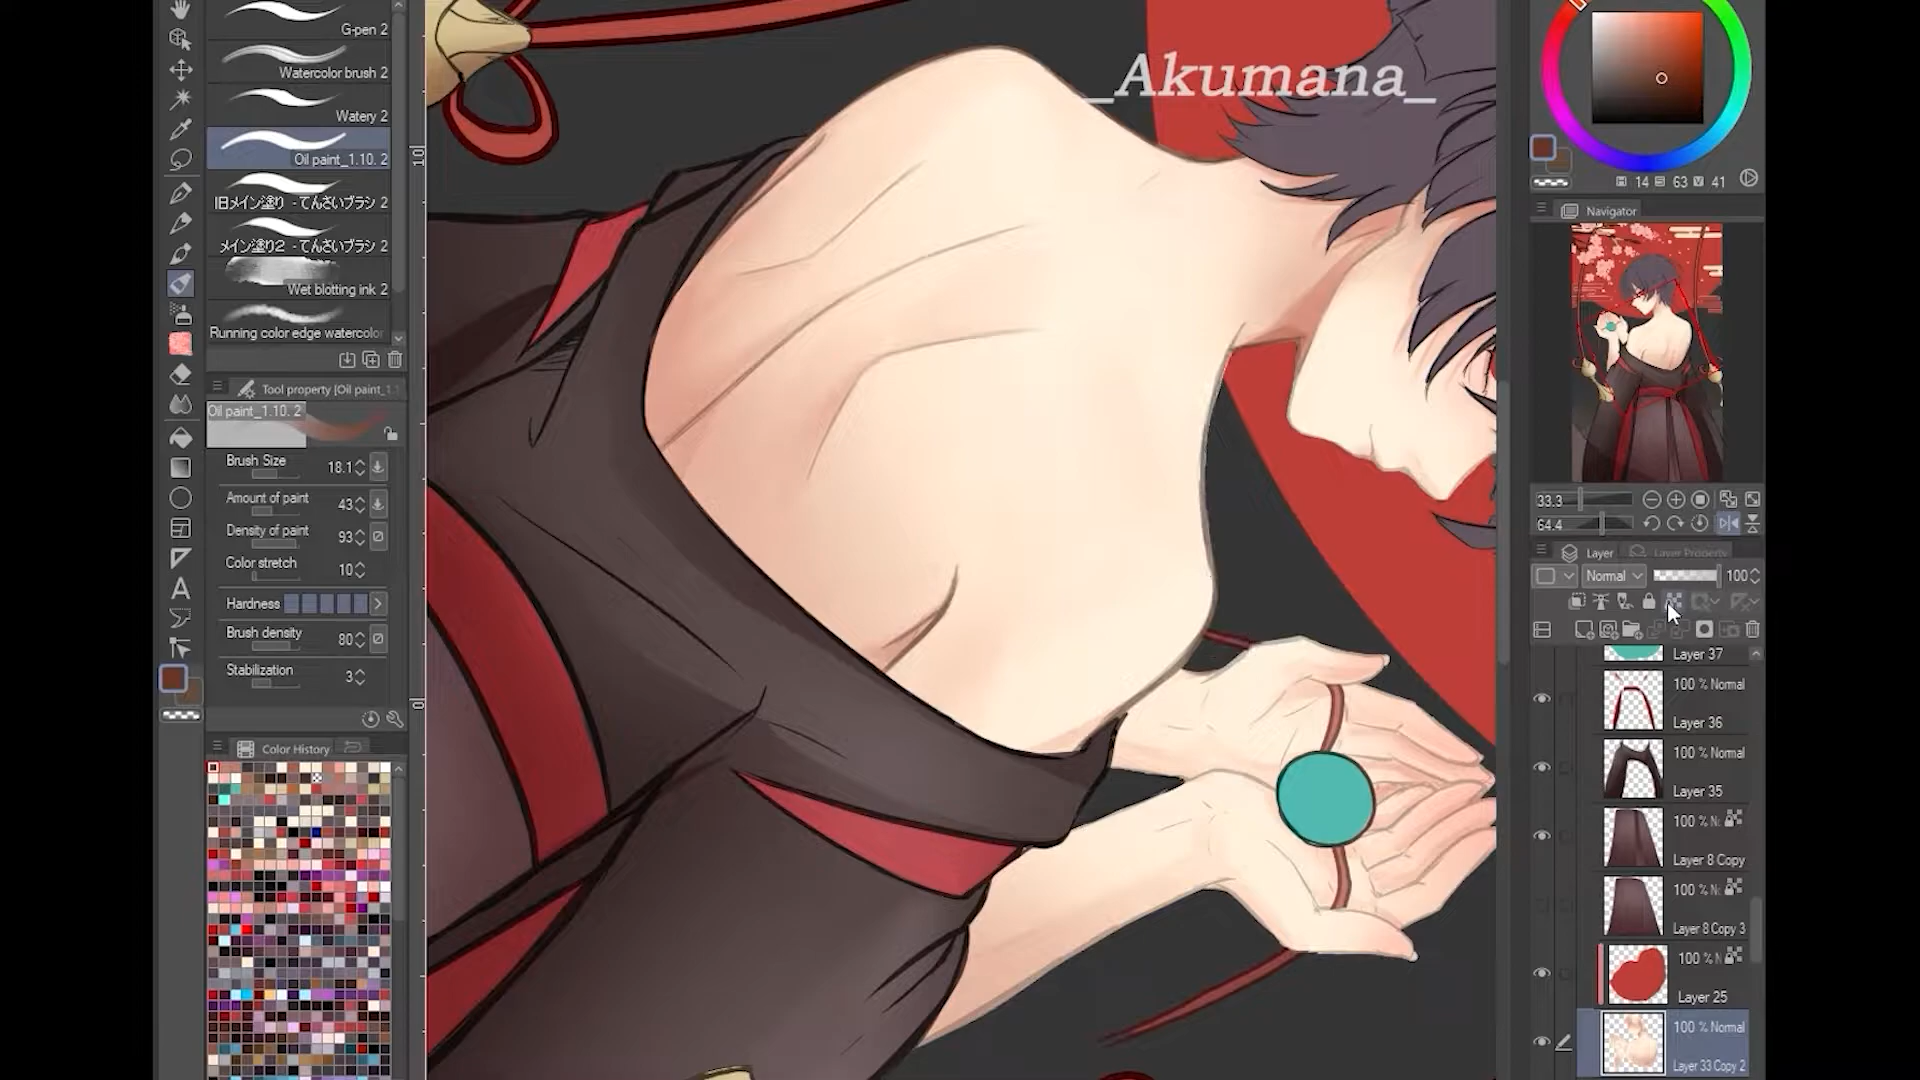 G-pen 2
Watercolor brush 2
Watery 2
Oil paint_1.10. 2
旧メイン塗り - てんさいブラシ 2
メイン塗り2 - てんさいブラシ 2
Wet blotting ink 2
Running color edge watercolor
Tool property [Oil paint_1.1
Oil paint_1.10. 2
Brush Size 18.1
Amount of paint 43
Density of paint 93
Color stretch 10
Hardness
Brush density 80
Stabilization 3
Color History
10
0
_Akumana_
H 14 S 63 V 41
Navigator
33.3
64.4
Layer Layer Property
Normal 100
Layer 37
100 % Normal
Layer 36
100 % Normal
Layer 35
100 % N
Layer 8 Copy
100 % N
Layer 8 Copy 3
100 % N
Layer 25
100 % Normal
Layer 33 Copy 2